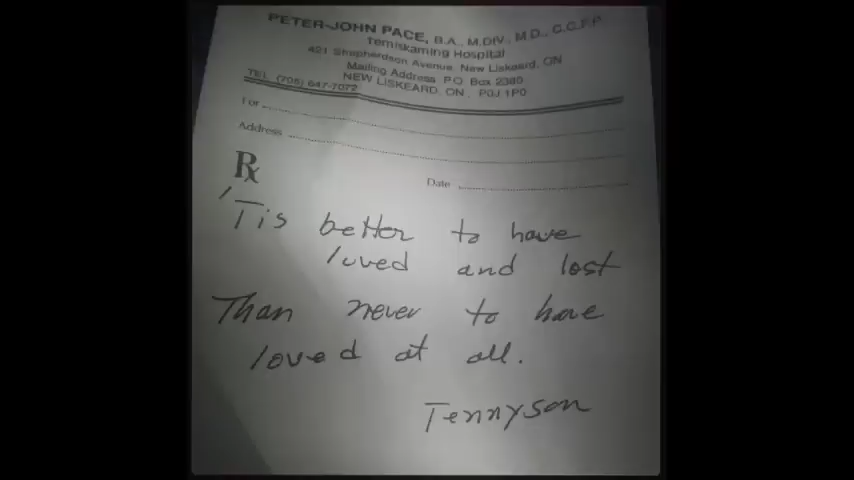 PETER-JOHN PACE, B.A., M.DIV., M.D., C.C.F.P.
Temiskaming Hospital
421 Shepherdson Avenue, New Liskeard, ON
Mailing Address P.O. Box 2380
NEW LISKEARD, ON, P0J 1P0
TEL (705) 647-7072
For
Address
Rx
Date
'Tis better to have
loved and lost
Than never to have
loved at all.
Tennyson